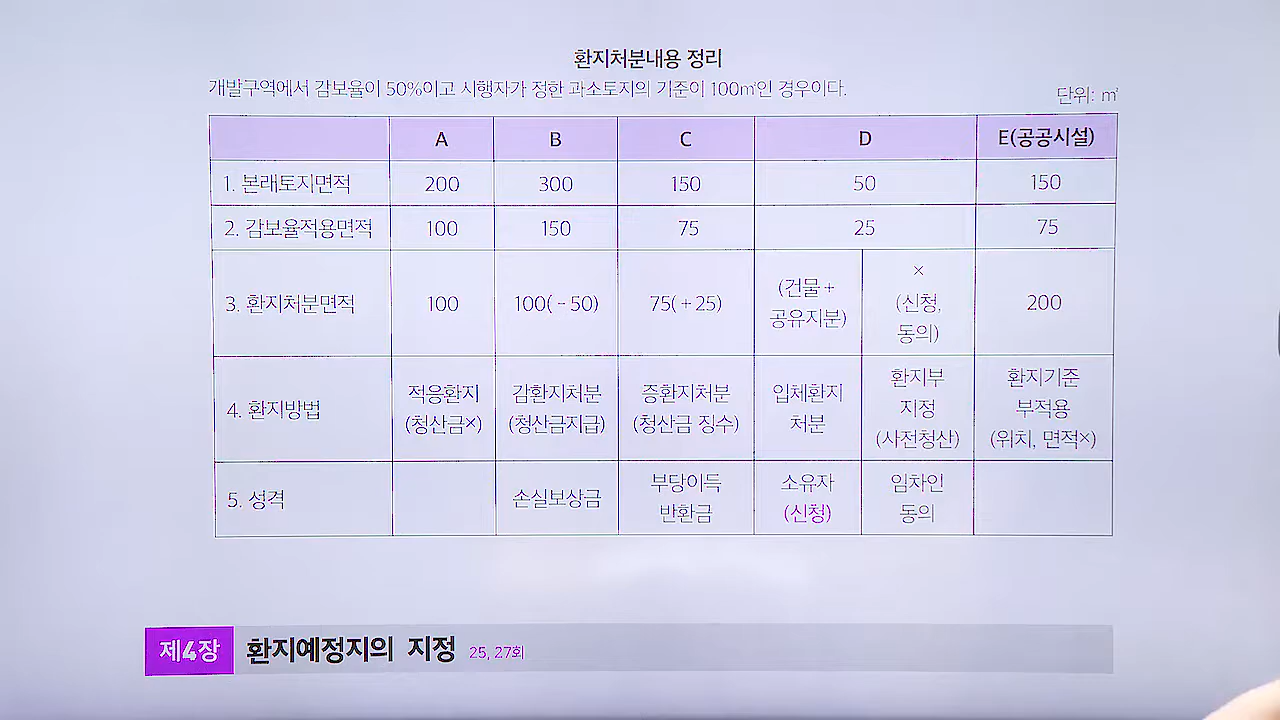 환지처분내용 정리
개발구역에서 감보율이 50%이고 시행자가 정한 과소토지의 기준이 100㎡인 경우이다.
단위: ㎡
A B C D E(공공시설)
1. 본래토지면적 200 300 150 50 150
2. 감보율적용면적 100 150 75 25 75
3. 환지처분면적 100 100(-50) 75(+25) (건물+ 공유지분) × (신청, 동의) 200
4. 환지방법 적응환지 (청산금×) 감환지처분 (청산금지급) 증환지처분 (청산금 징수) 입체환지 처분 환지부 지정 (사전청산) 환지기준 부적용 (위치, 면적×)
5. 성격 손실보상금 부당이득 반환금 소유자 (신청) 임차인 동의
제4장 환지예정지의 지정 25, 27회